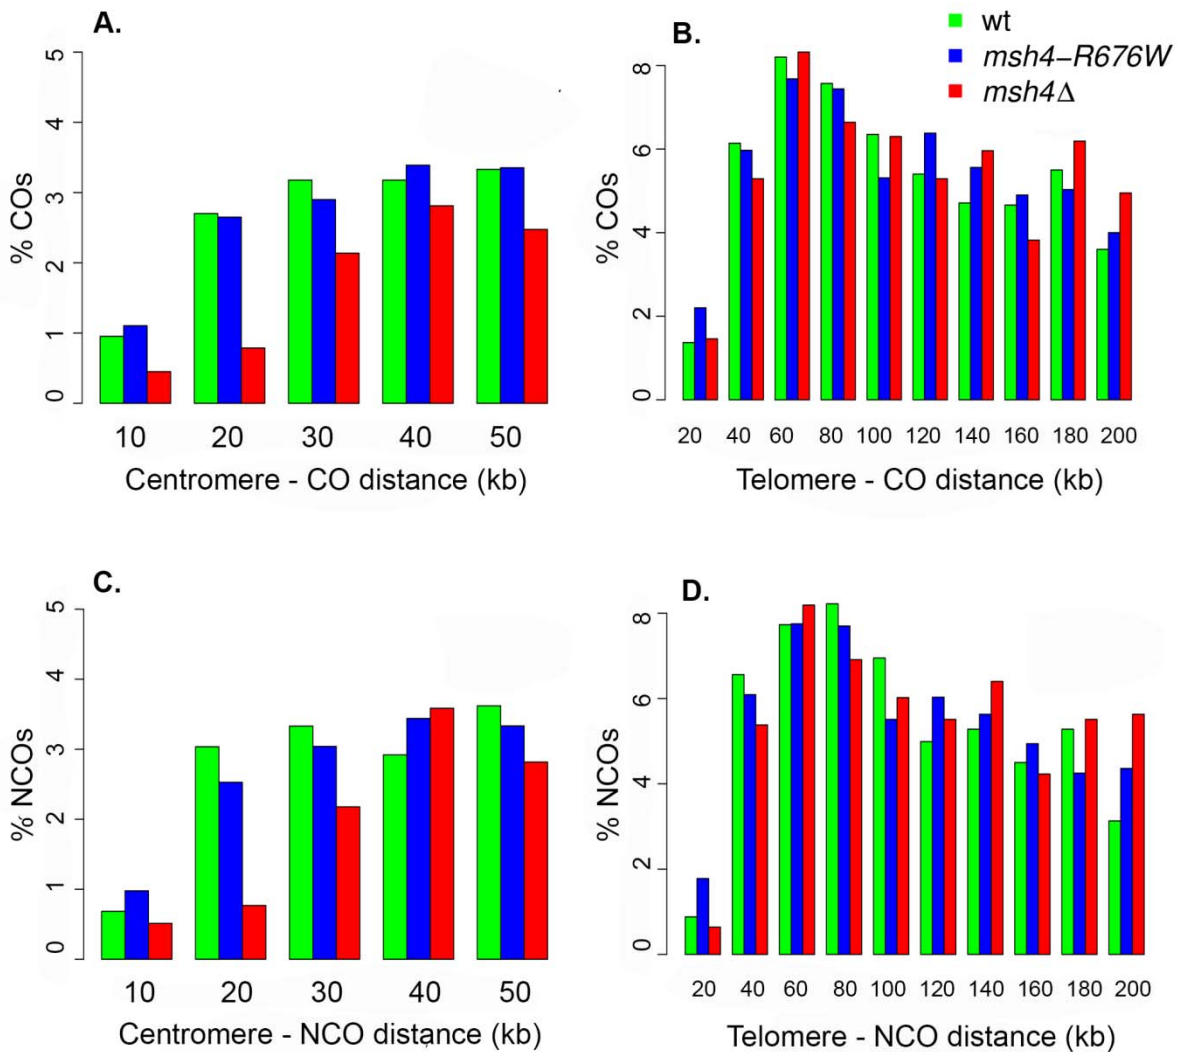 A.
5
4
3
2
1
0
% COs
10 20 30 40 50
Centromere - CO distance (kb)
B.
wt
msh4–R676W
msh4Δ
8
6
4
2
0
% COs
20 40 60 80 100 120 140 160 180 200
Telomere - CO distance (kb)
C.
5
4
3
2
1
0
% NCOs
10 20 30 40 50
Centromere - NCO distance (kb)
D.
8
6
4
2
0
% NCOs
20 40 60 80 100 120 140 160 180 200
Telomere - NCO distance (kb)